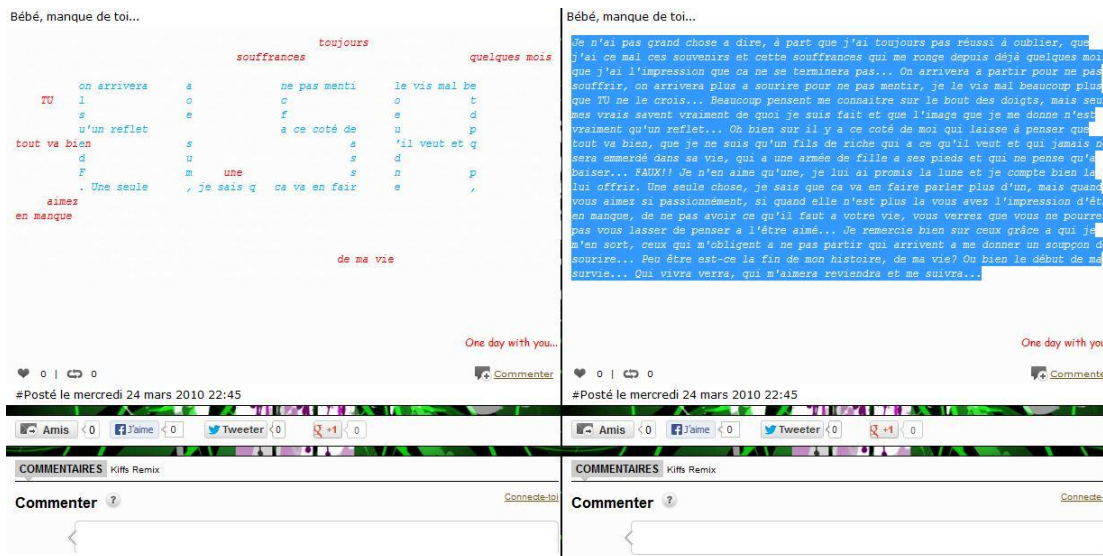 Bébé, manque de toi...
toujours
souffrances quelques mois
on arrivera a ne pas menti le vis mal be
TU l o c o t
s e f e d
u'un reflet a ce coté de u p
tout va bien s a 'il veut et q
d u s d
F m une s n p
. Une seule , je sais q ca va en fair e ,
aimez
en manque
de ma vie
One day with you...
0 | 0
Commenter
#Posté le mercredi 24 mars 2010 22:45
Amis 0 J'aime 0 Tweeter 0 +1 0
COMMENTAIRES Kiffs Remix
Commenter ? Connecte-toi
Bébé, manque de toi...
Je n'ai pas grand chose a dire, à part que j'ai toujours pas réussi à oublier, que
j'ai ce mal ces souvenirs et cette souffrances qui me ronge depuis déjà quelques moi
que j'ai l'impression que ca ne se terminera pas... On arrivera a partir pour ne pas
souffrir, on arrivera plus a sourire pour ne pas mentir, je le vis mal beaucoup plus
que TU ne le crois... Beaucoup pensent me connaitre sur le bout des doigts, mais seu
mes vrais savent vraiment de quoi je suis fait et que l'image que je me donne n'est
vraiment qu'un reflet... Oh bien sur il y a ce coté de moi qui laisse à penser que
tout va bien, que je ne suis qu'un fils de riche qui a ce qu'il veut et qui jamais n
sera emmerdé dans sa vie, qui a une armée de fille a ses pieds et qui ne pense qu'a
baiser... FAUX!! Je n'en aime qu'une, je lui ai promis la lune et je compte bien la
lui offrir. Une seule chose, je sais que ca va en faire parler plus d'un, mais quand
vous aimez si passionnément, si quand elle n'est plus la vous avez l'impression d'êt
en manque, de ne pas avoir ce qu'il faut a votre vie, vous verrez que vous ne pourre
pas vous lasser de penser a l'être aimé... Je remercie bien sur ceux grâce a qui je
m'en sort, ceux qui m'obligent a ne pas partir qui arrivent a me donner un soupçon d
sourire... Peu être est-ce la fin de mon histoire, de ma vie? Ou bien le début de ma
survie... Qui vivra verra, qui m'aimera reviendra et me suivra...
One day with you
0 | 0
Commente
#Posté le mercredi 24 mars 2010 22:45
Amis 0 J'aime 0 Tweeter 0 +1 0
COMMENTAIRES Kiffs Remix
Commenter ? Connecte-